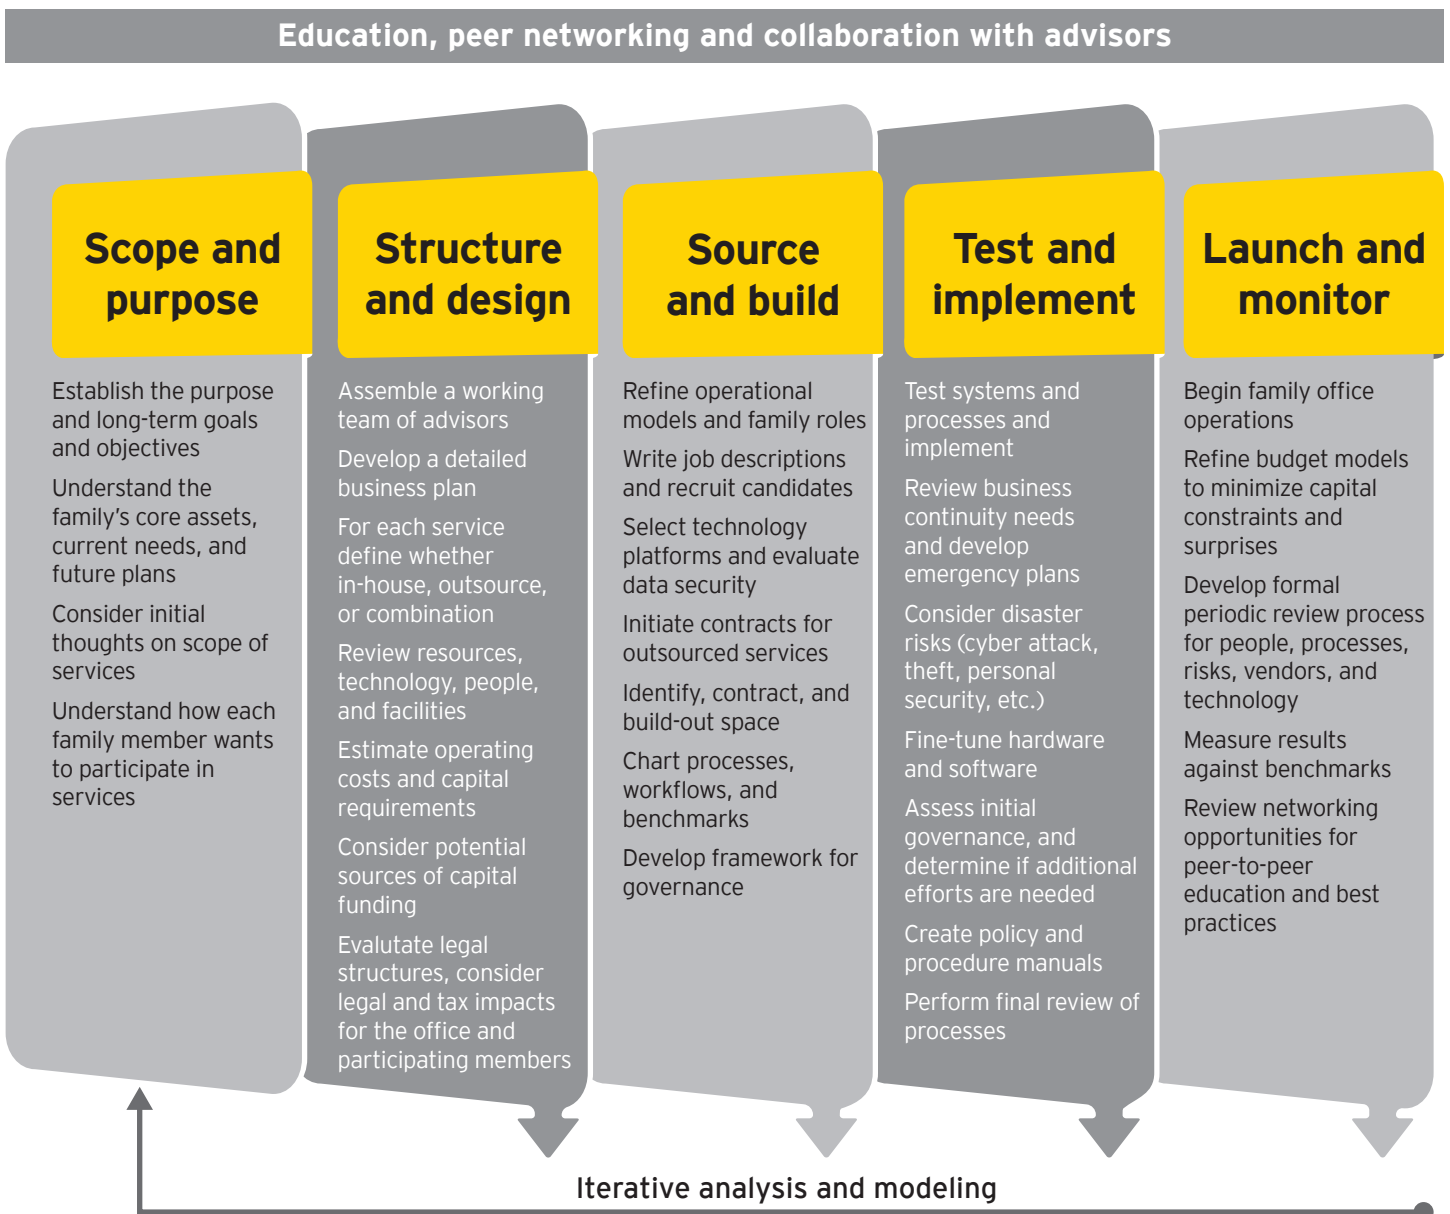 Education, peer networking and collaboration with advisors
Scope and
purpose
Establish the purpose
and long-term goals
and objectives
Understand the
family's core assets,
current needs, and
future plans
Consider initial
thoughts on scope of
services
Understand how each
family member wants
to participate in
services
Structure
and design
Assemble a working
team of advisors
Develop a detailed
business plan
For each service
define whether
in-house, outsource,
or combination
Review resources,
technology, people,
and facilities
Estimate operating
costs and capital
requirements
Consider potential
sources of capital
funding
Evalutate legal
structures, consider
legal and tax impacts
for the office and
participating members
Source
and build
Refine operational
models and family roles
Write job descriptions
and recruit candidates
Select technology
platforms and evaluate
data security
Initiate contracts for
outsourced services
Identify, contract, and
build-out space
Chart processes,
workflows, and
benchmarks
Develop framework for
governance
Test and
implement
Test systems and
processes and
implement
Review business
continuity needs
and develop
emergency plans
Consider disaster
risks (cyber attack,
theft, personal
security, etc.)
Fine-tune hardware
and software
Assess initial
governance, and
determine if additional
efforts are needed
Create policy and
procedure manuals
Perform final review of
processes
Launch and
monitor
Begin family office
operations
Refine budget models
to minimize capital
constraints and
surprises
Develop formal
periodic review process
for people, processes,
risks, vendors, and
technology
Measure results
against benchmarks
Review networking
opportunities for
peer-to-peer
education and best
practices
Iterative analysis and modeling